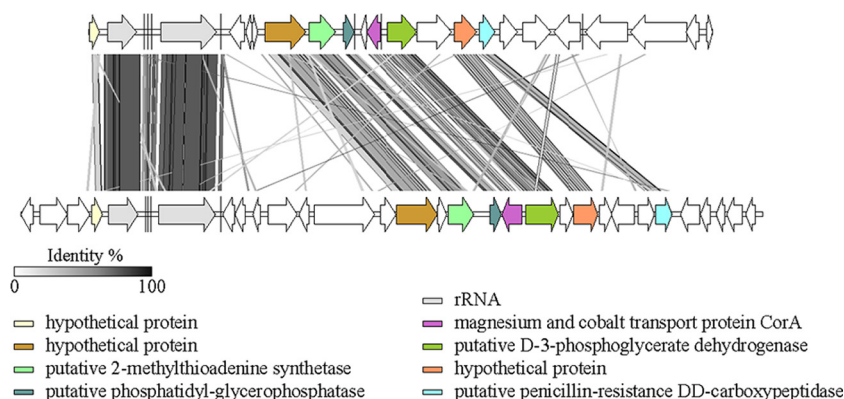 Identity %
0 100
hypothetical protein
hypothetical protein
putative 2-methylthioadenine synthetase
putative phosphatidyl-glycerophosphatase
rRNA
magnesium and cobalt transport protein CorA
putative D-3-phosphoglycerate dehydrogenase
hypothetical protein
putative penicillin-resistance DD-carboxypeptidase